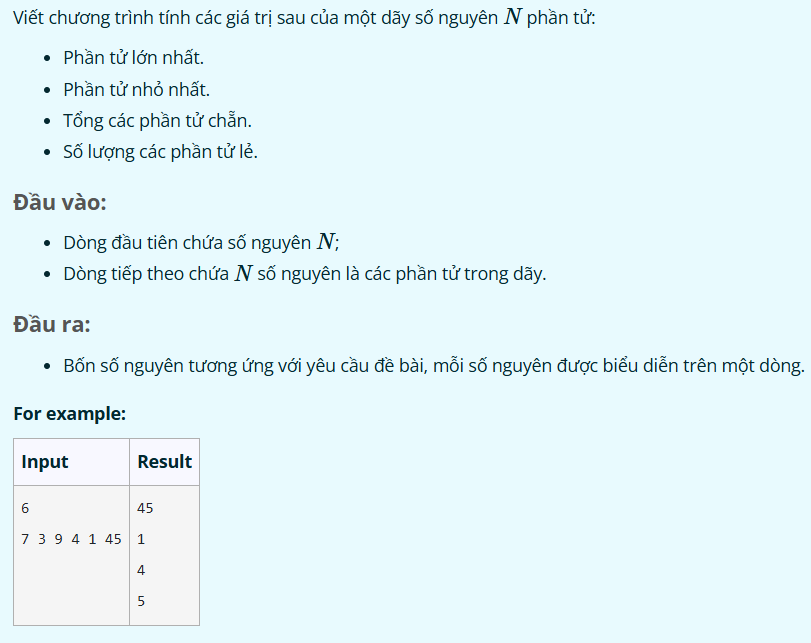 Viết chương trình tính các giá trị sau của một dãy số nguyên N phần tử:
• Phần tử lớn nhất.
• Phần tử nhỏ nhất.
• Tổng các phần tử chẵn.
• Số lượng các phần tử lẻ.
Đầu vào:
• Dòng đầu tiên chứa số nguyên N;
• Dòng tiếp theo chứa N số nguyên là các phần tử trong dãy.
Đầu ra:
• Bốn số nguyên tương ứng với yêu cầu đề bài, mỗi số nguyên được biểu diễn trên một dòng.
For example:
Input Result
6 45
7 3 9 4 1 45 1
4
5